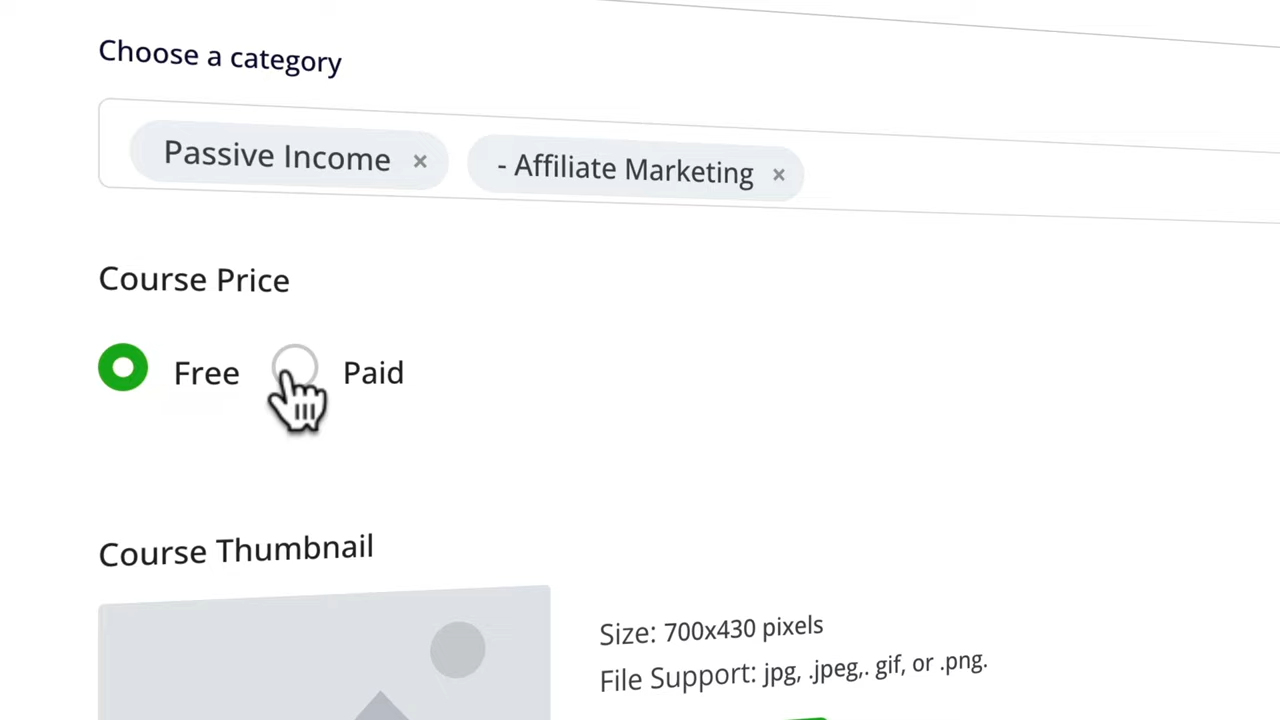 Choose a category
Passive Income × - Affiliate Marketing ×
Course Price
Free Paid
Course Thumbnail
Size: 700x430 pixels
File Support: jpg, .jpeg,. gif, or .png.